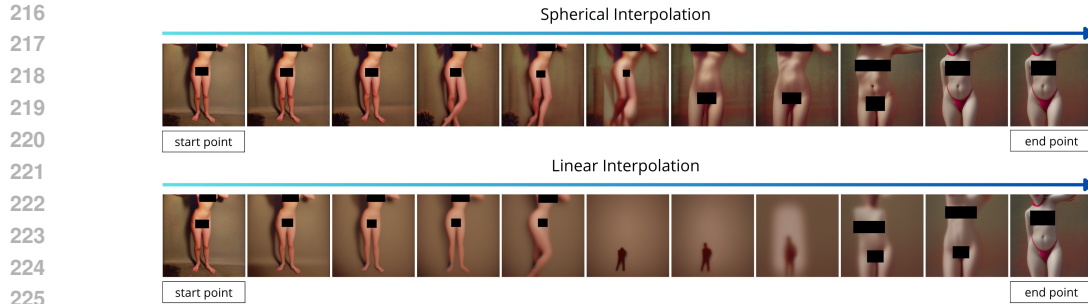 216
Spherical Interpolation
217
218
219
220
start point end point
221
Linear Interpolation
222
223
224
225
start point end point